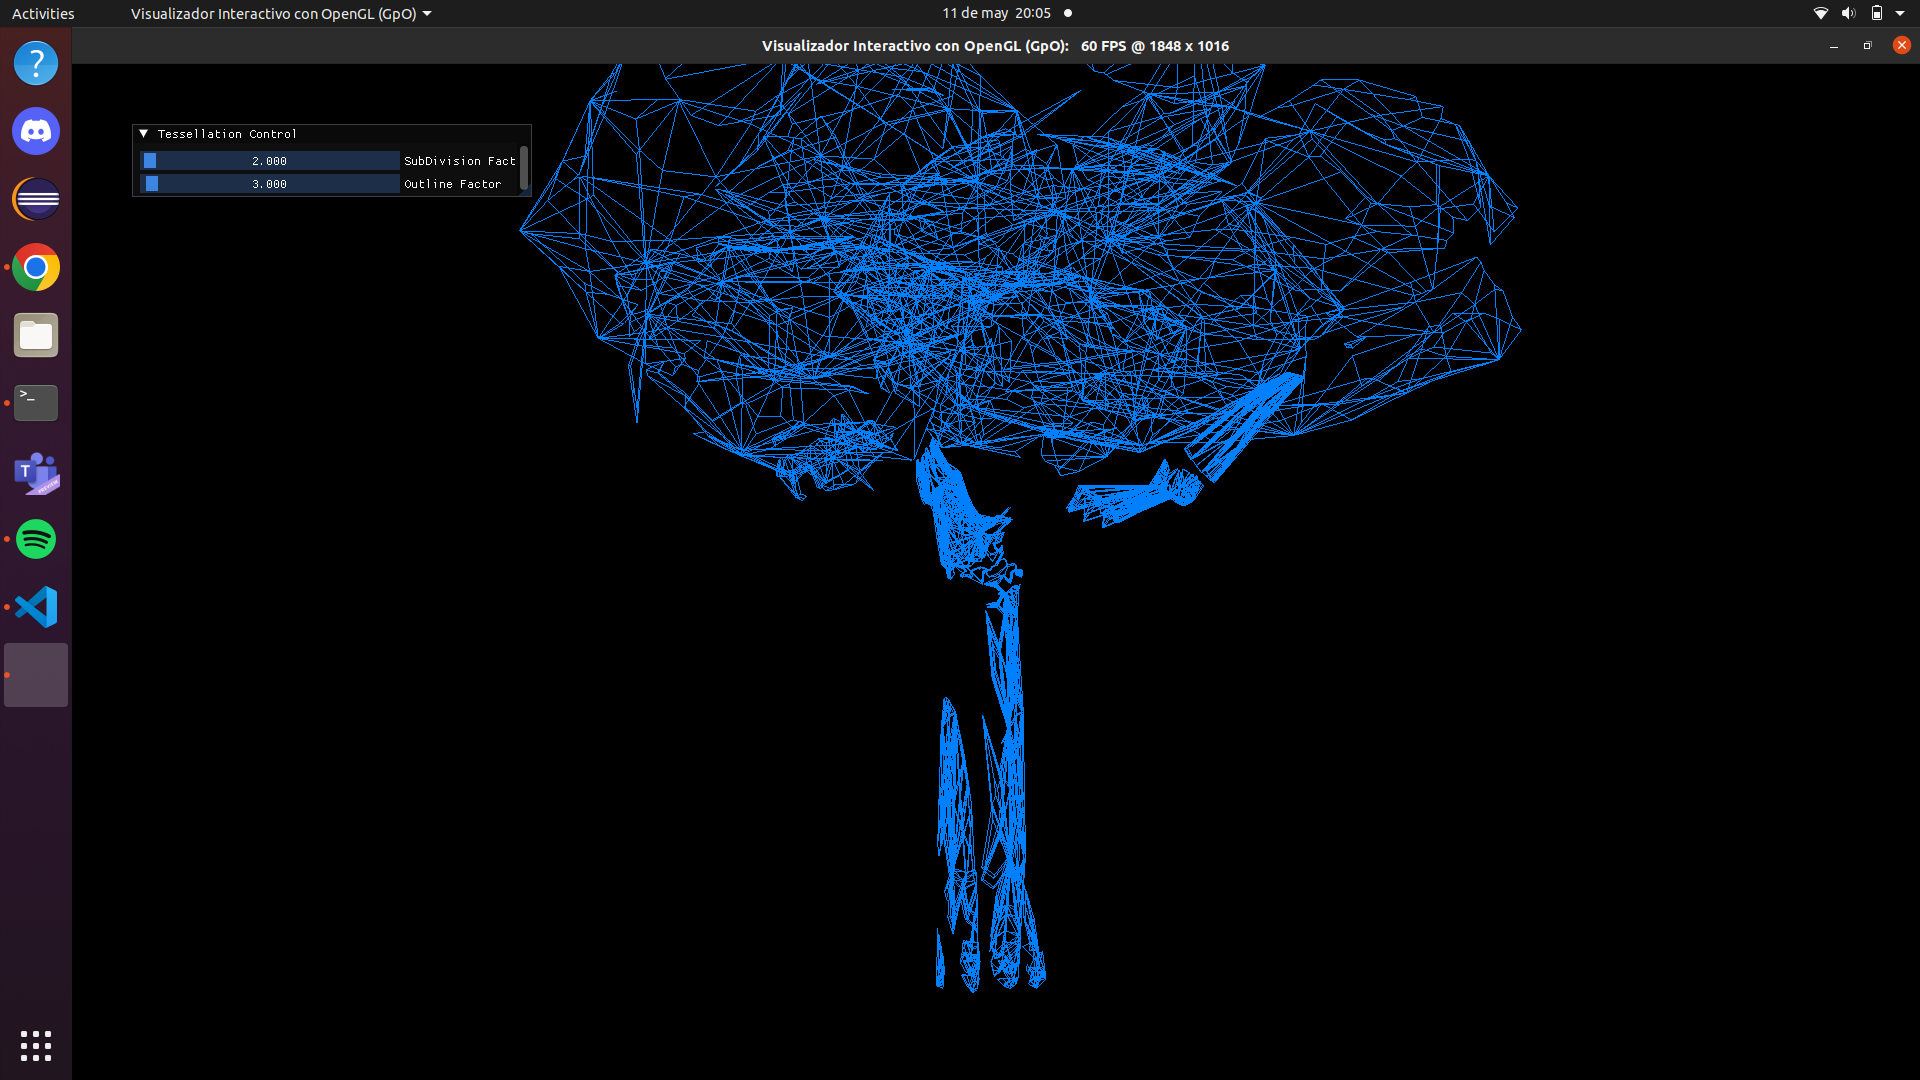 Activities
Visualizador Interactivo con OpenGL (GpO)
11 de may 20:05
Visualizador Interactivo con OpenGL (GpO): 60 FPS @ 1848 x 1016
Tessellation Control
2.000 SubDivision Fact
3.000 Outline Factor
?
>_
T